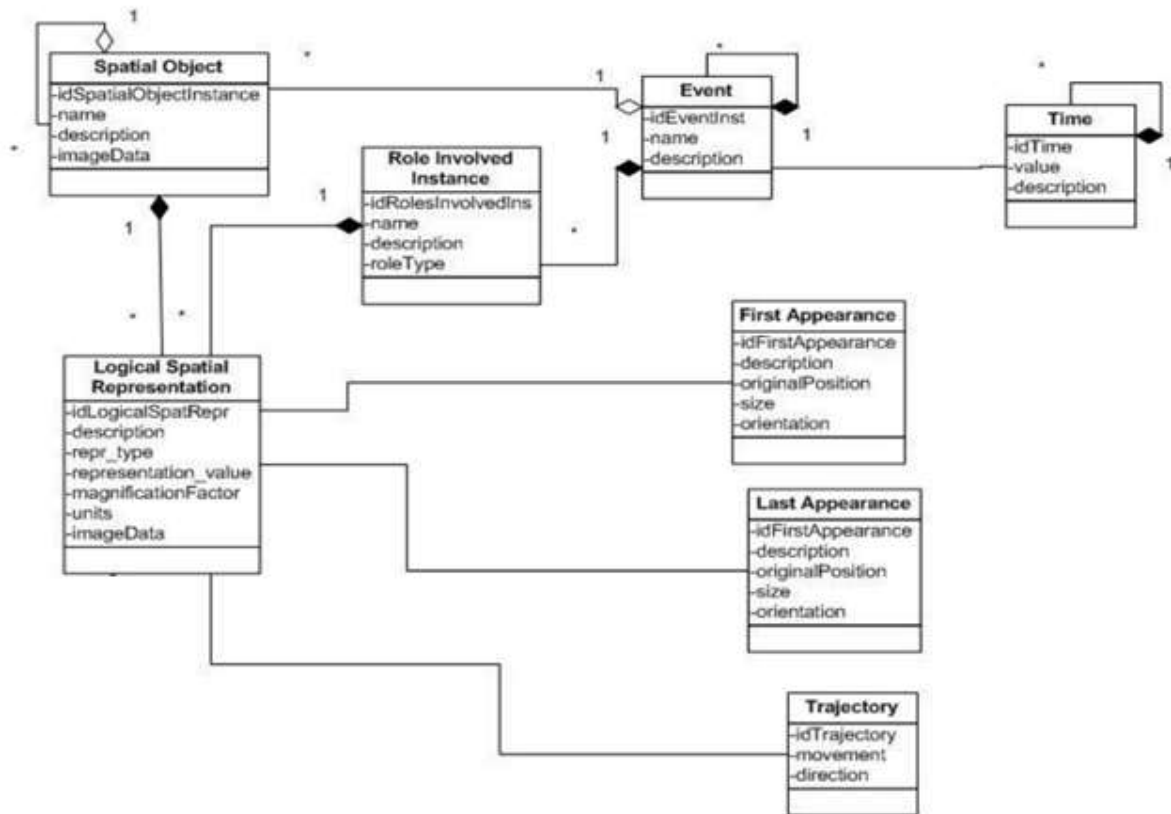 1
Spatial Object
-idSpatialObjectInstance
-name
-description
-imageData
*
1
*
1
Event
-idEventInst
-name
-description
*
1
1
*
Time
-idTime
-value
-description
*
1
Role Involved
Instance
-idRolesInvolvedIns
-name
-description
-roleType
1
*
*
Logical Spatial
Representation
-idLogicalSpatRepr
-description
-repr_type
-representation_value
-magnificationFactor
-units
-imageData
First Appearance
-idFirstAppearance
-description
-originalPosition
-size
-orientation
Last Appearance
-idFirstAppearance
-description
-originalPosition
-size
-orientation
Trajectory
-idTrajectory
-movement
-direction